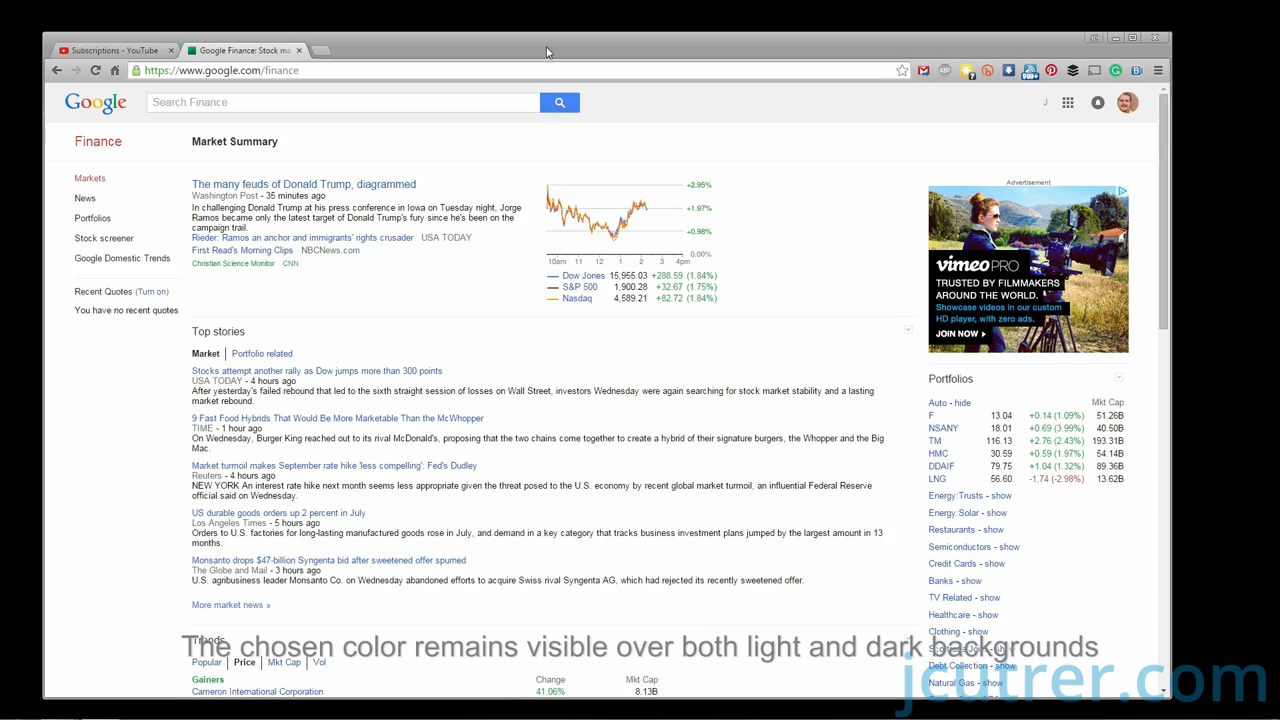 Subscriptions - YouTube
Google Finance: Stock ma
https://www.google.com/finance
7
999+
Google
Search Finance
J
Finance
Market Summary
Markets
News
Portfolios
Stock screener
Google Domestic Trends
Recent Quotes (Turn on)
You have no recent quotes
The many feuds of Donald Trump, diagrammed
Washington Post - 35 minutes ago
In challenging Donald Trump at his press conference in Iowa on Tuesday night, Jorge
Ramos became only the latest target of Donald Trump's fury since he's been on the
campaign trail.
Rieder: Ramos an anchor and immigrants' rights crusader USA TODAY
First Read's Morning Clips NBCNews.com
Christian Science Monitor CNN
+2.95%
+1.97%
+0.98%
0.00%
10am 11 12 1 2 3 4pm
Dow Jones 15,955.03 +288.59 (1.84%)
S&P 500 1,900.28 +32.67 (1.75%)
Nasdaq 4,589.21 +82.72 (1.84%)
Top stories
Market | Portfolio related
Stocks attempt another rally as Dow jumps more than 300 points
USA TODAY - 4 hours ago
After yesterday's failed rebound that led to the sixth straight session of losses on Wall Street, investors Wednesday were again searching for stock market stability and a lasting
market rebound.
9 Fast Food Hybrids That Would Be More Marketable Than the McWhopper
TIME - 1 hour ago
On Wednesday, Burger King reached out to its rival McDonald's, proposing that the two chains come together to create a hybrid of their signature burgers, the Whopper and the Big
Mac.
Market turmoil makes September rate hike 'less compelling': Fed's Dudley
Reuters - 4 hours ago
NEW YORK An interest rate hike next month seems less appropriate given the threat posed to the U.S. economy by recent global market turmoil, an influential Federal Reserve
official said on Wednesday.
US durable goods orders up 2 percent in July
Los Angeles Times - 5 hours ago
Orders to U.S. factories for long-lasting manufactured goods rose in July, and demand in a key category that tracks business investment plans jumped by the largest amount in 13
months.
Monsanto drops $47-billion Syngenta bid after sweetened offer spurned
The Globe and Mail - 3 hours ago
U.S. agribusiness leader Monsanto Co. on Wednesday abandoned efforts to acquire Swiss rival Syngenta AG, which had rejected its recently sweetened offer.
More market news »
Trends
Popular | Price | Mkt Cap | Vol
Change Mkt Cap
Gainers
Cameron International Corporation 41.06% 8.13B
Advertisement
vimeo PRO
TRUSTED BY FILMMAKERS
AROUND THE WORLD.
Showcase videos in our custom
HD player, with zero ads.
JOIN NOW
Portfolios
Auto - hide Mkt Cap
F 13.04 +0.14 (1.09%) 51.26B
NSANY 18.01 +0.69 (3.99%) 40.50B
TM 116.13 +2.76 (2.43%) 193.31B
HMC 30.59 +0.59 (1.97%) 54.14B
DDAIF 79.75 +1.04 (1.32%) 89.36B
LNG 56.60 -1.74 (-2.98%) 13.62B
Energy:Trusts - show
Energy:Solar - show
Restaurants - show
Semiconductors - show
Credit Cards - show
Banks - show
TV Related - show
Healthcare - show
Clothing - show
Debt Collection - show
Natural Gas - show
The chosen color remains visible over both light and dark backgrounds
jcutrer.com